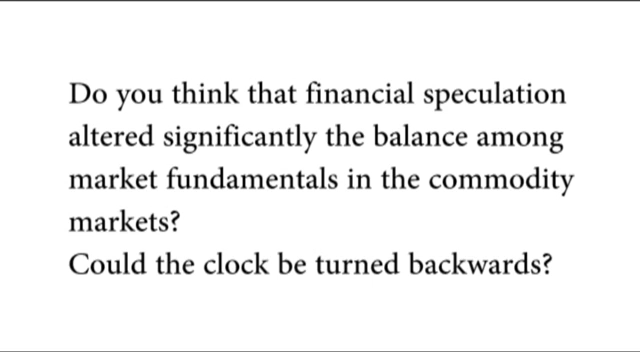 Do you think that financial speculation
altered significantly the balance among
market fundamentals in the commodity
markets?
Could the clock be turned backwards?